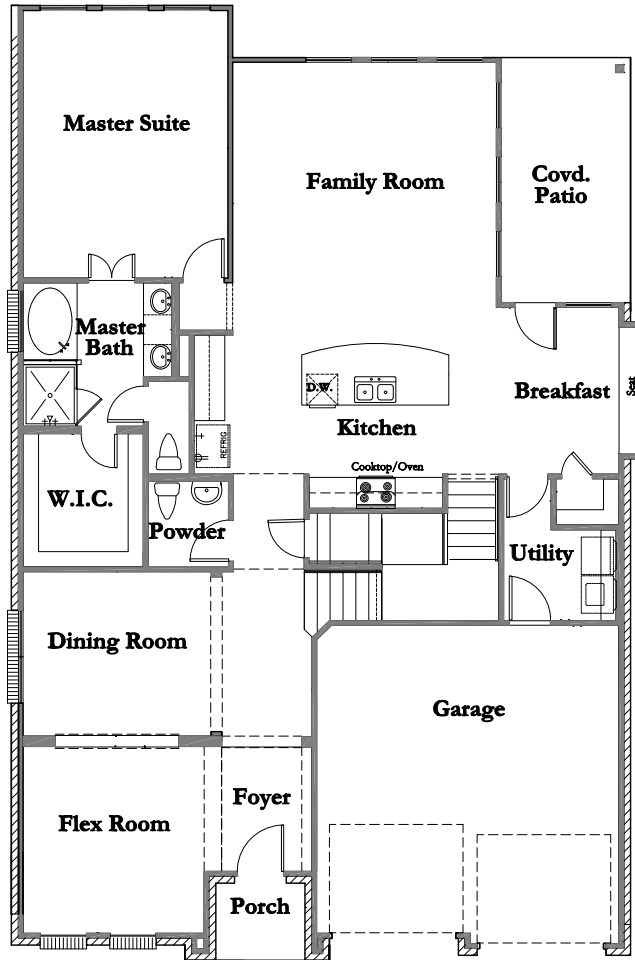 Master Suite
Family Room
Covd.
Patio
Master
Bath
D.W.
Breakfast
Seat
Kitchen
REFRIG
Cooktop/Oven
W.I.C.
Powder
Utility
Dining Room
Garage
Foyer
Flex Room
Porch